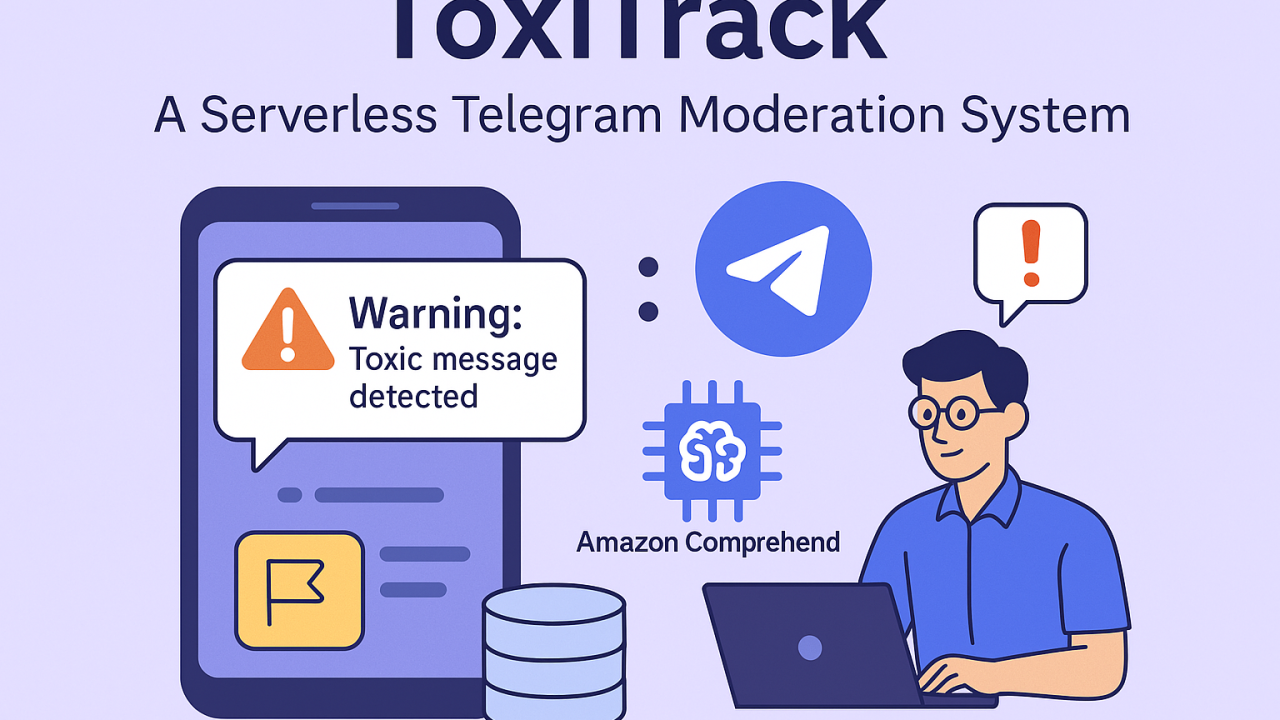 ToxiTrack
A Serverless Telegram Moderation System
Warning:
Toxic message
detected
Amazon Comprehend